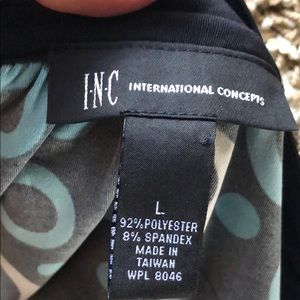 I·N·C INTERNATIONAL CONCEPTS
L
92% POLYESTER
8% SPANDEX
MADE IN
TAIWAN
WPL 8046